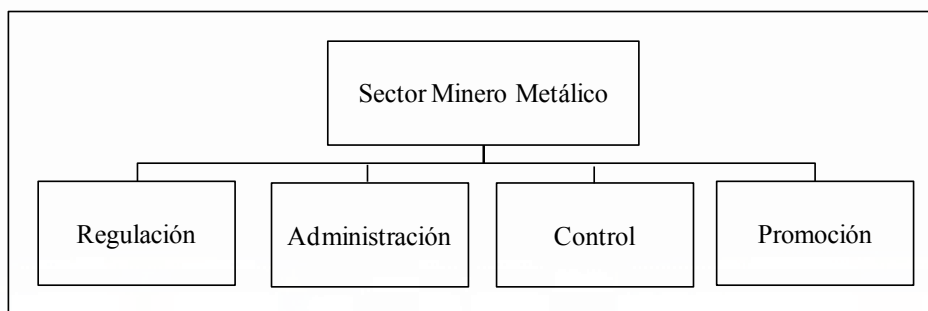 Sector Minero Metálico
Regulación
Administración
Control
Promoción